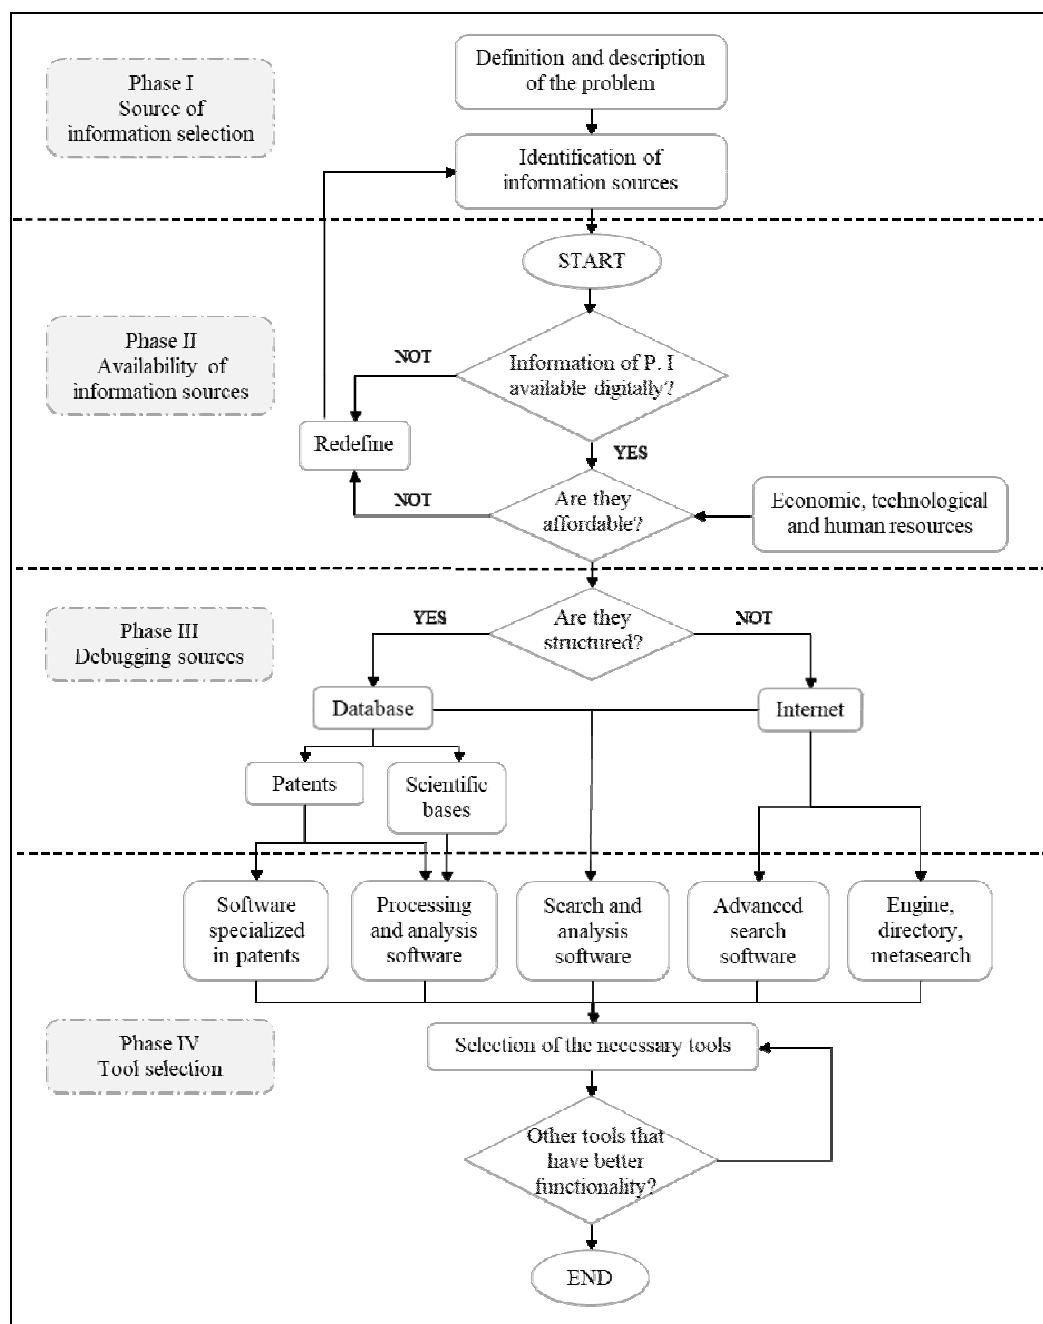 Definition and description
of the problem
Phase I
Source of
information selection
Identification of
information sources
START
Phase II
Availability of
information sources
NOT
Information of P. I
available digitally?
Redefine
YES
NOT
Are they
affordable?
Economic, technological
and human resources
Phase III
Debugging sources
YES
Are they
structured?
NOT
Database
Internet
Patents
Scientific
bases
Software
specialized
in patents
Processing
and analysis
software
Search and
analysis
software
Advanced
search
software
Engine,
directory,
metasearch
Phase IV
Tool selection
Selection of the necessary tools
Other tools that
have better
functionality?
END